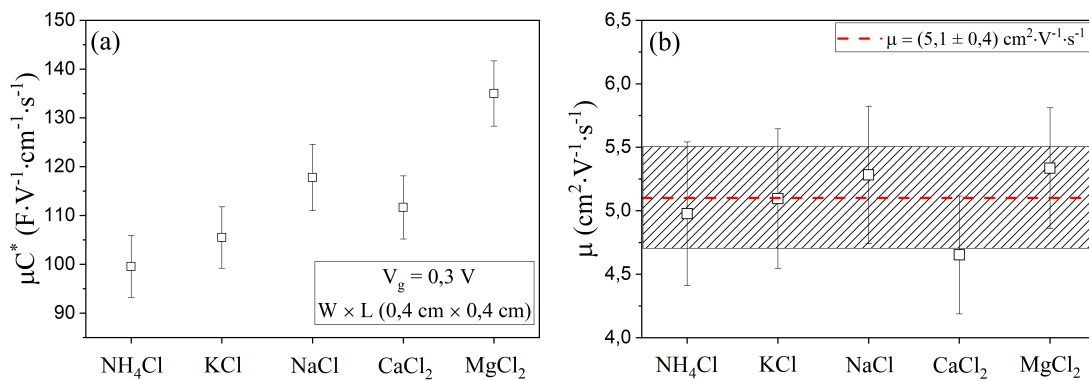 (a)
μC* (F·V⁻¹·cm⁻¹·s⁻¹)
150
140
130
120
110
100
90
V_g = 0,3 V
W × L (0,4 cm × 0,4 cm)
NH₄Cl KCl NaCl CaCl₂ MgCl₂
(b)
μ = (5,1 ± 0,4) cm²·V⁻¹·s⁻¹
μ (cm²·V⁻¹·s⁻¹)
6,5
6,0
5,5
5,0
4,5
4,0
NH₄Cl KCl NaCl CaCl₂ MgCl₂